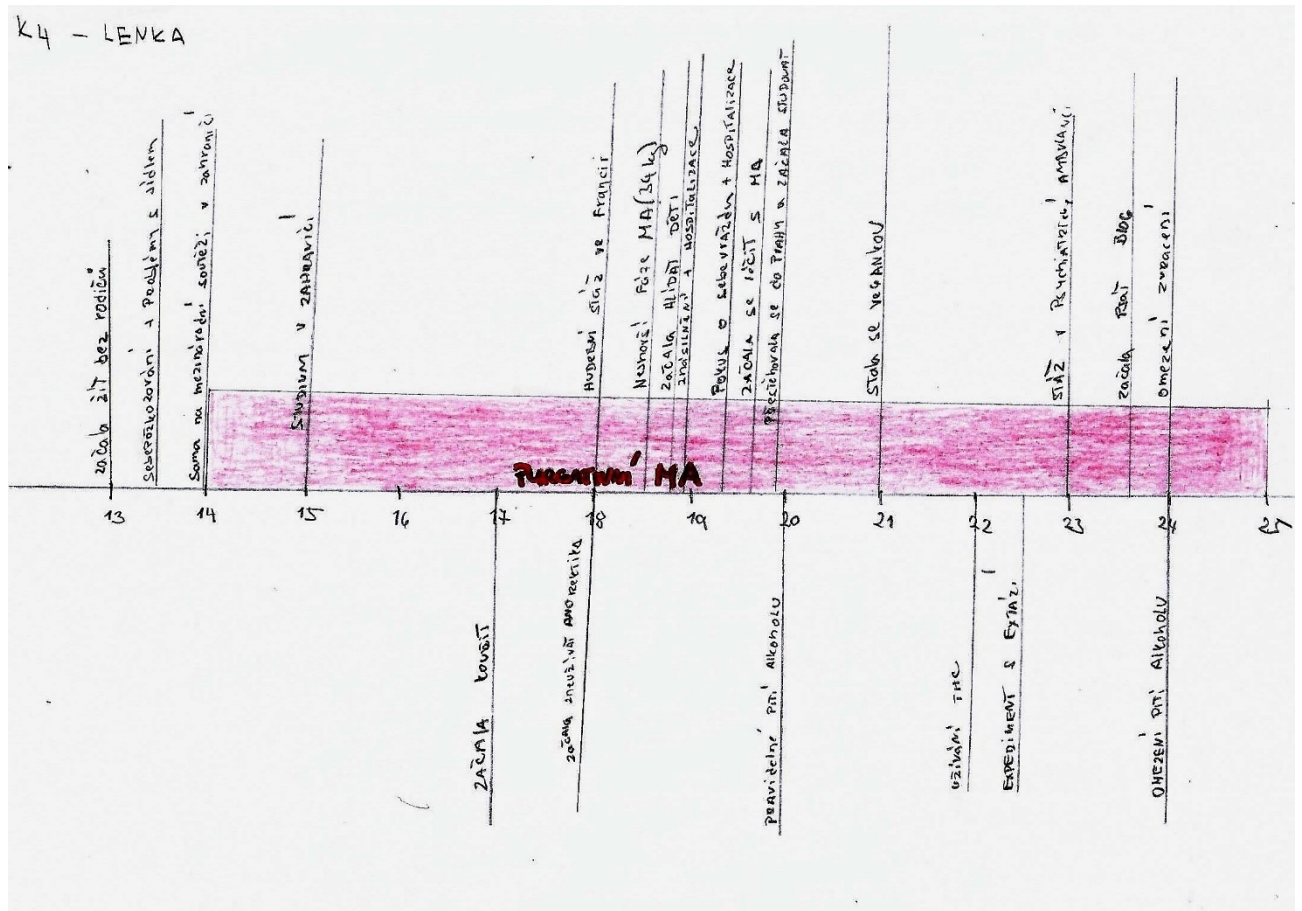 K4 - LENKA
začala žít bez rodičů
Sebepoškozování + Problémy s jídlem
Sama na mezinárodní soutěži v zahraničí
STUDIUM V ZAHRANIČÍ
HUDEBNÍ STÁŽ VE FRANCII
Nejhorší FÁZE MA (34 kg)
ZAČALA HLÍDAT DĚTI
znásilnění + HOSPITALIZACE
Pokus o sebevraždu + HOSPITALIZACE
ZAČALA SE LÉČIT S MA
Přestěhovala se do PRAHY a ZAČALA STUDOVAT
Stala se VEGANKOU
STÁŽ V PSYCHIATRICKÉ AMBULANCI
začala PSÁT BLOG
omezení zvracení
PURGATIVNÍ MA
13 14 15 16 17 18 19 20 21 22 23 24 25
ZAČALA KOUŘIT
začala zneužívat ANOREKTIKA
Pravidelné PITÍ Alkoholu
užívání THC
EXPERIMENT S EXTÁZÍ
OMEZENÍ PITÍ Alkoholu